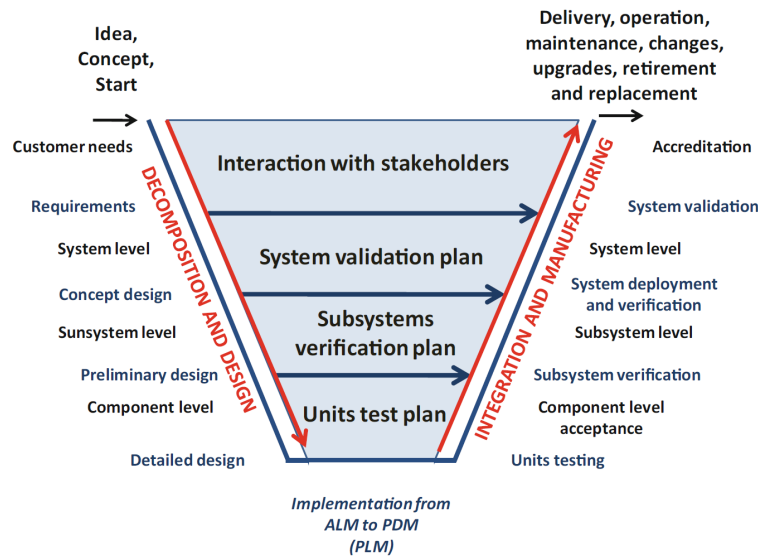 Idea,
Concept,
Start
Delivery, operation,
maintenance, changes,
upgrades, retirement
and replacement
Customer needs
Accreditation
Interaction with stakeholders
DECOMPOSITION AND DESIGN
INTEGRATION AND MANUFACTURING
Requirements
System validation
System level
System validation plan
System level
Concept design
System deployment
and verification
Sunsystem level
Subsystems
verification plan
Subsystem level
Preliminary design
Subsystem verification
Component level
Units test plan
Component level
acceptance
Detailed design
Units testing
Implementation from
ALM to PDM
(PLM)